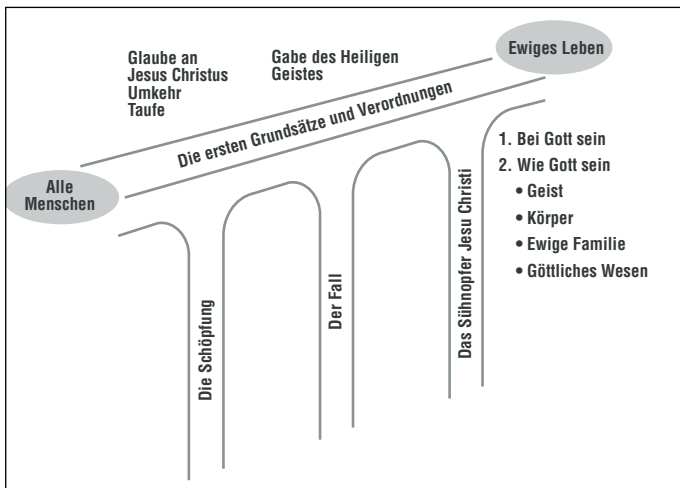 Glaube an
Jesus Christus
Umkehr
Taufe
Gabe des Heiligen
Geistes
Ewiges Leben
Die ersten Grundsätze und Verordnungen
Alle
Menschen
1. Bei Gott sein
2. Wie Gott sein
• Geist
• Körper
• Ewige Familie
• Göttliches Wesen
Die Schöpfung
Der Fall
Das Sühnopfer Jesu Christi